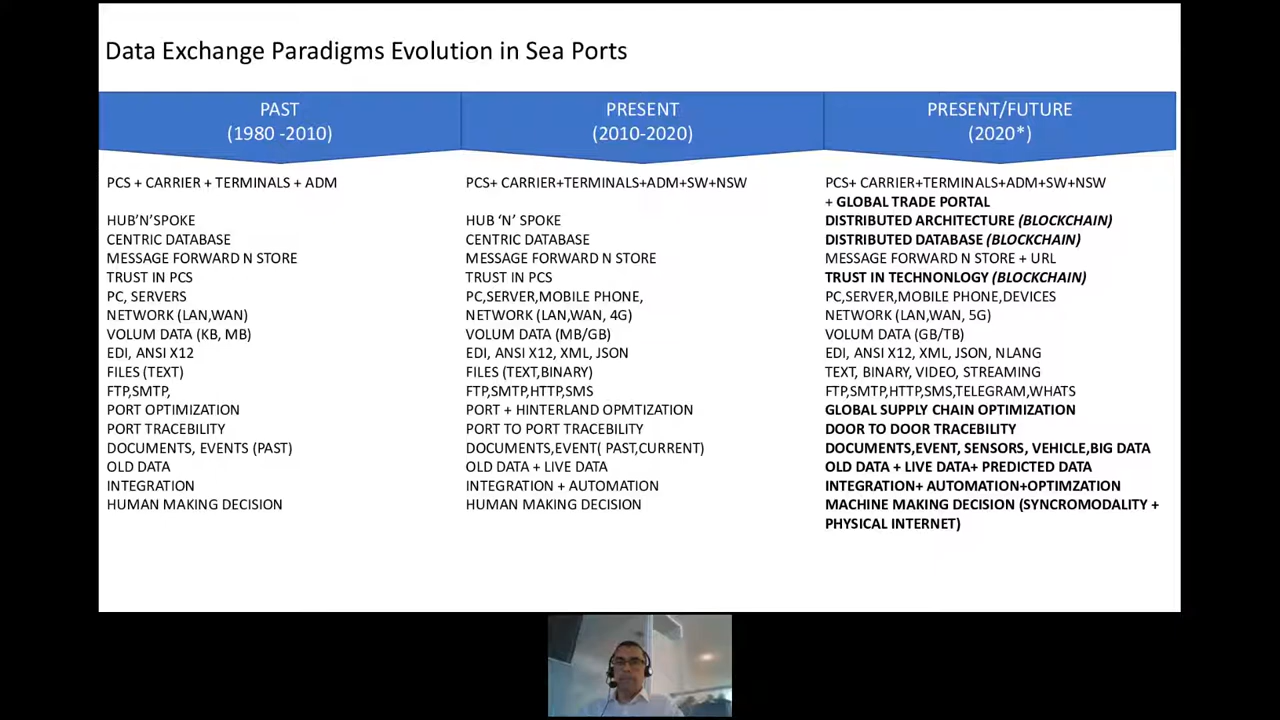 Data Exchange Paradigms Evolution in Sea Ports
PAST
(1980 -2010)
PCS + CARRIER + TERMINALS + ADM
HUB'N'SPOKE
CENTRIC DATABASE
MESSAGE FORWARD N STORE
TRUST IN PCS
PC, SERVERS
NETWORK (LAN,WAN)
VOLUM DATA (KB, MB)
EDI, ANSI X12
FILES (TEXT)
FTP,SMTP,
PORT OPTIMIZATION
PORT TRACEBILITY
DOCUMENTS, EVENTS (PAST)
OLD DATA
INTEGRATION
HUMAN MAKING DECISION
PRESENT
(2010-2020)
PCS+ CARRIER+TERMINALS+ADM+SW+NSW
HUB 'N' SPOKE
CENTRIC DATABASE
MESSAGE FORWARD N STORE
TRUST IN PCS
PC,SERVER,MOBILE PHONE,
NETWORK (LAN,WAN, 4G)
VOLUM DATA (MB/GB)
EDI, ANSI X12, XML, JSON
FILES (TEXT,BINARY)
FTP,SMTP,HTTP,SMS
PORT + HINTERLAND OPMTIZATION
PORT TO PORT TRACEBILITY
DOCUMENTS,EVENT( PAST,CURRENT)
OLD DATA + LIVE DATA
INTEGRATION + AUTOMATION
HUMAN MAKING DECISION
PRESENT/FUTURE
(2020*)
PCS+ CARRIER+TERMINALS+ADM+SW+NSW
+ GLOBAL TRADE PORTAL
DISTRIBUTED ARCHITECTURE (BLOCKCHAIN)
DISTRIBUTED DATABASE (BLOCKCHAIN)
MESSAGE FORWARD N STORE + URL
TRUST IN TECHNONLOGY (BLOCKCHAIN)
PC,SERVER,MOBILE PHONE,DEVICES
NETWORK (LAN,WAN, 5G)
VOLUM DATA (GB/TB)
EDI, ANSI X12, XML, JSON, NLANG
TEXT, BINARY, VIDEO, STREAMING
FTP,SMTP,HTTP,SMS,TELEGRAM,WHATS
GLOBAL SUPPLY CHAIN OPTIMIZATION
DOOR TO DOOR TRACEBILITY
DOCUMENTS,EVENT, SENSORS, VEHICLE,BIG DATA
OLD DATA + LIVE DATA+ PREDICTED DATA
INTEGRATION+ AUTOMATION+OPTIMZATION
MACHINE MAKING DECISION (SYNCROMODALITY +
PHYSICAL INTERNET)